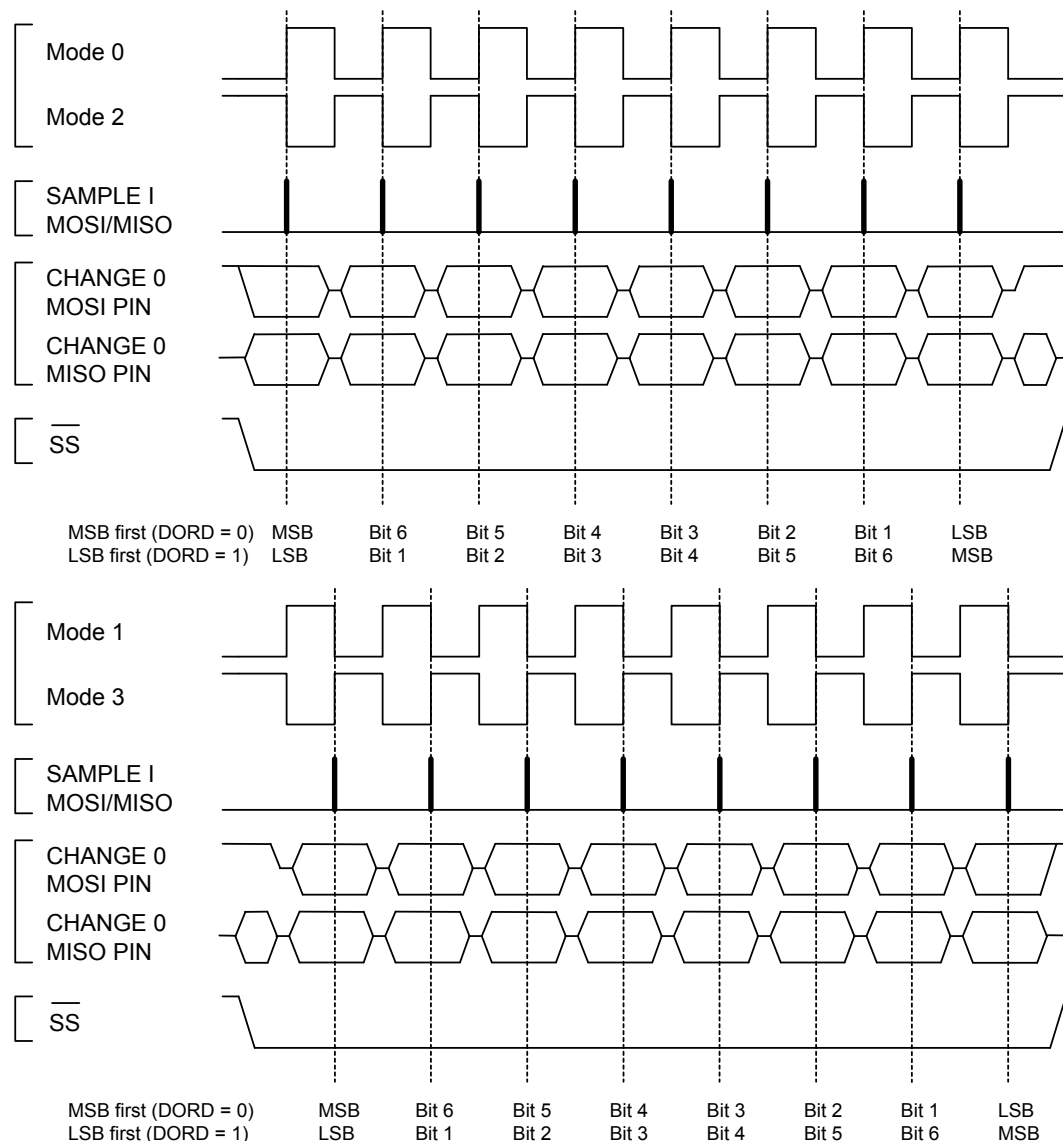 Mode 0
Mode 2
SAMPLE I
MOSI/MISO
CHANGE 0
MOSI PIN
CHANGE 0
MISO PIN
SS
MSB first (DORD = 0) MSB Bit 6 Bit 5 Bit 4 Bit 3 Bit 2 Bit 1 LSB
LSB first (DORD = 1) LSB Bit 1 Bit 2 Bit 3 Bit 4 Bit 5 Bit 6 MSB
Mode 1
Mode 3
SAMPLE I
MOSI/MISO
CHANGE 0
MOSI PIN
CHANGE 0
MISO PIN
SS
MSB first (DORD = 0) MSB Bit 6 Bit 5 Bit 4 Bit 3 Bit 2 Bit 1 LSB
LSB first (DORD = 1) LSB Bit 1 Bit 2 Bit 3 Bit 4 Bit 5 Bit 6 MSB